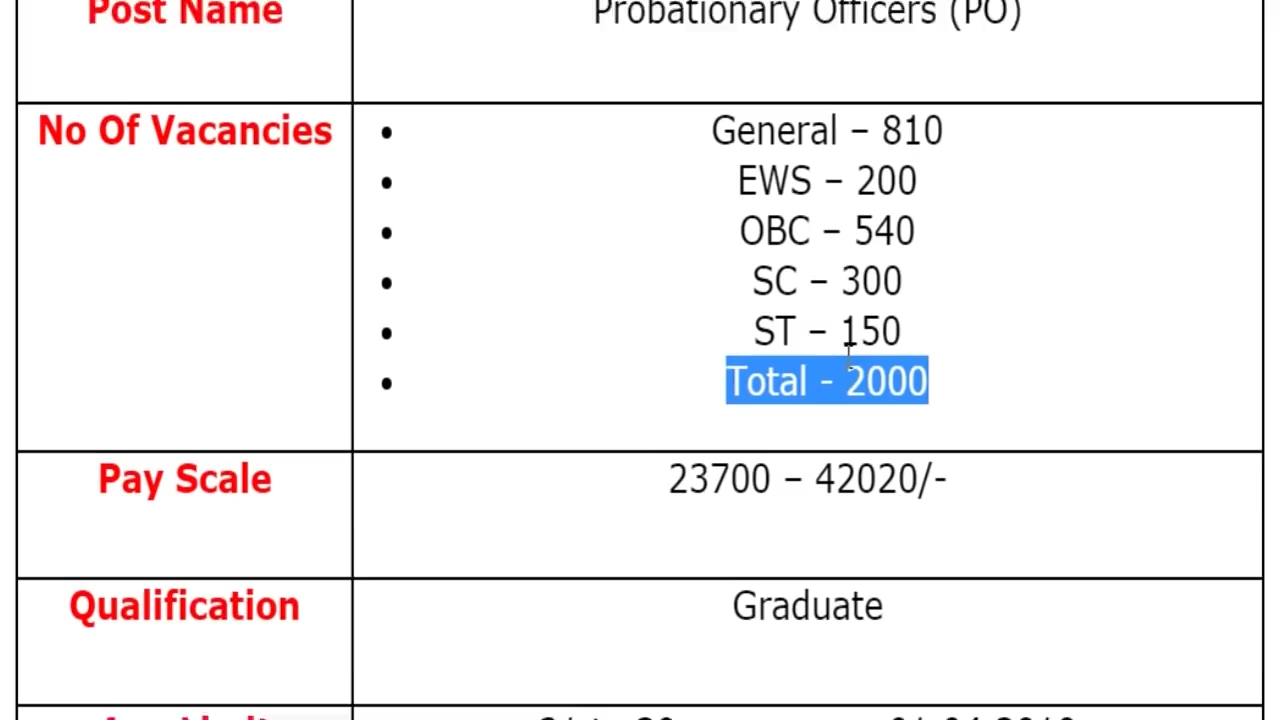 Post Name
Probationary Officers (PO)
No Of Vacancies
• General – 810
• EWS – 200
• OBC – 540
• SC – 300
• ST – 150
• Total - 2000
Pay Scale
23700 – 42020/-
Qualification
Graduate